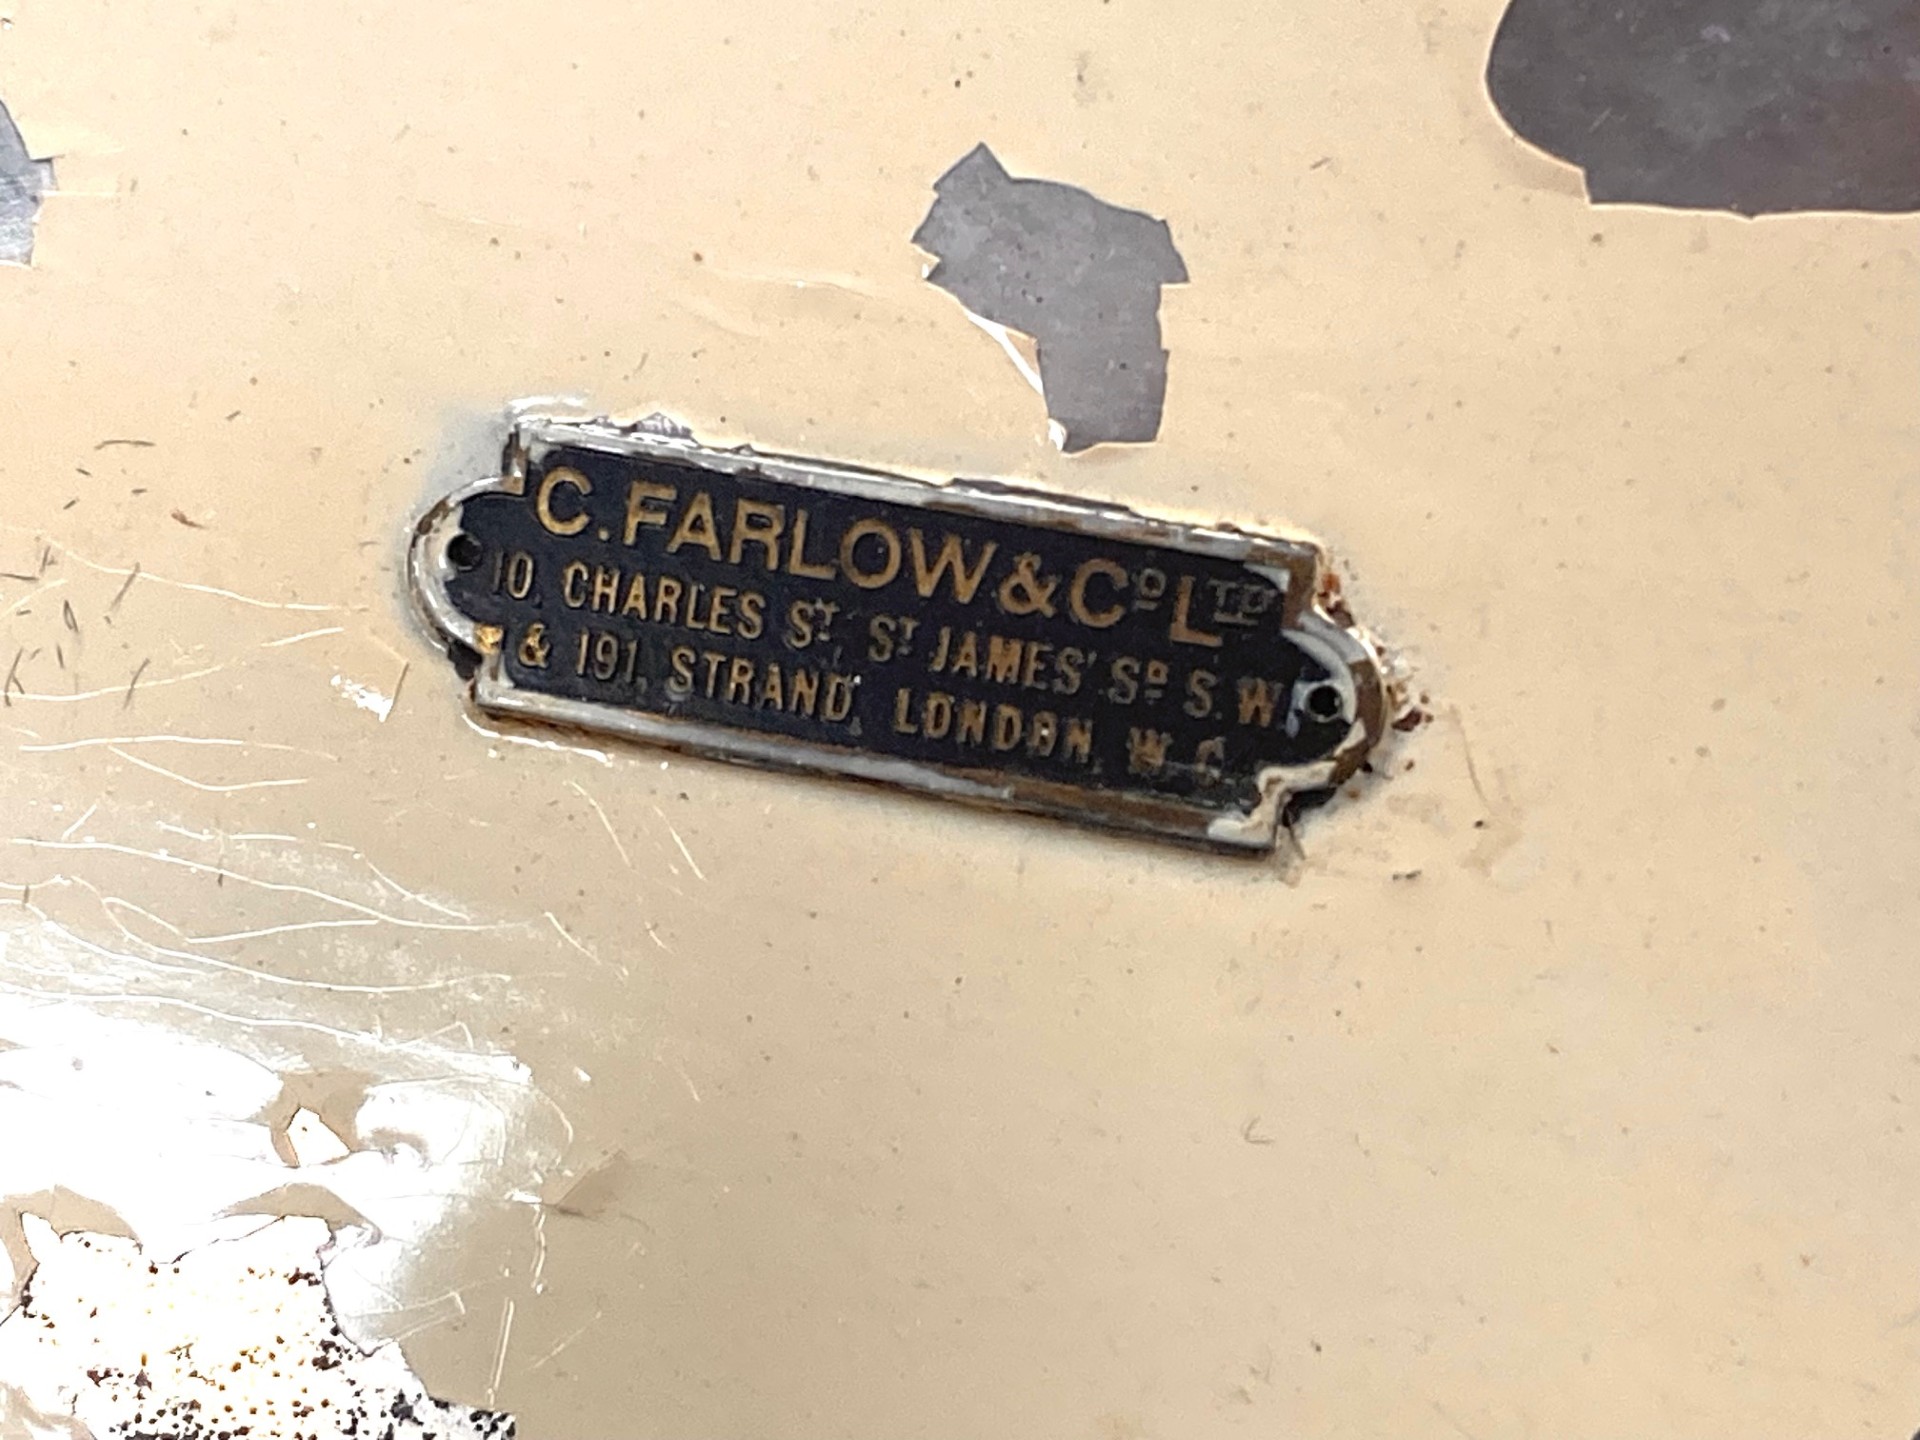 C. FARLOW & Cº LTD
10, CHARLES ST ST JAMES' SQ S. W.
& 191, STRAND, LONDON, W. C.